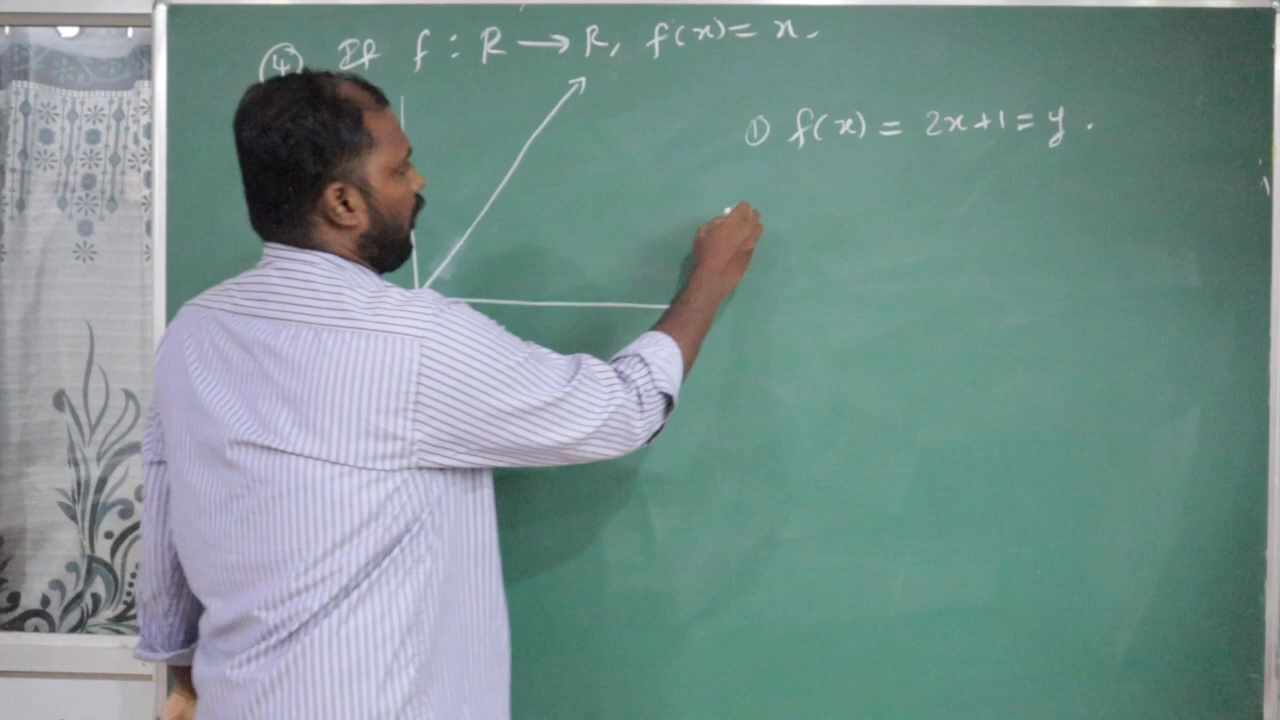 ④ If f : R → R, f(x) = x.
① f(x) = 2x+1 = y .